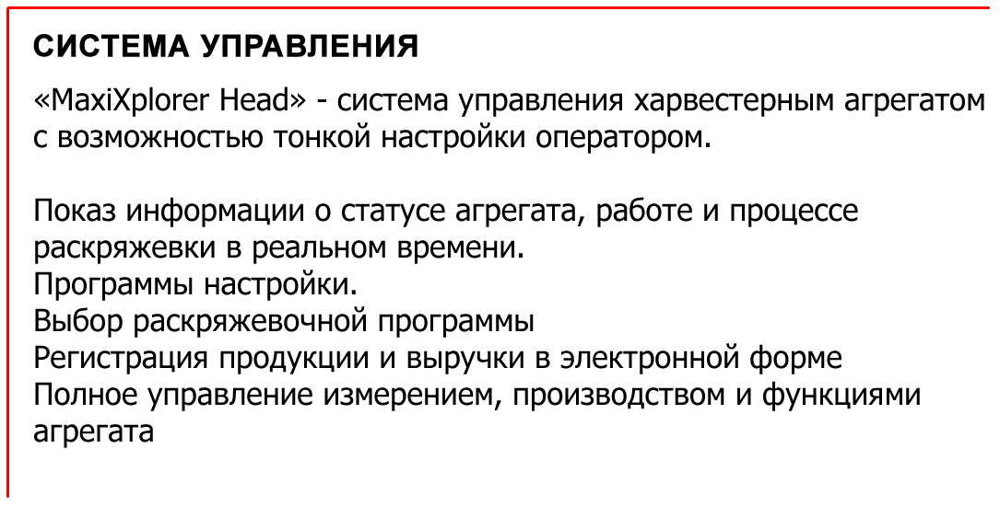 СИСТЕМА УПРАВЛЕНИЯ
«MaxiXplorer Head» - система управления харвестерным агрегатом
с возможностью тонкой настройки оператором.
Показ информации о статусе агрегата, работе и процессе
раскряжевки в реальном времени.
Программы настройки.
Выбор раскряжевочной программы
Регистрация продукции и выручки в электронной форме
Полное управление измерением, производством и функциями
агрегата